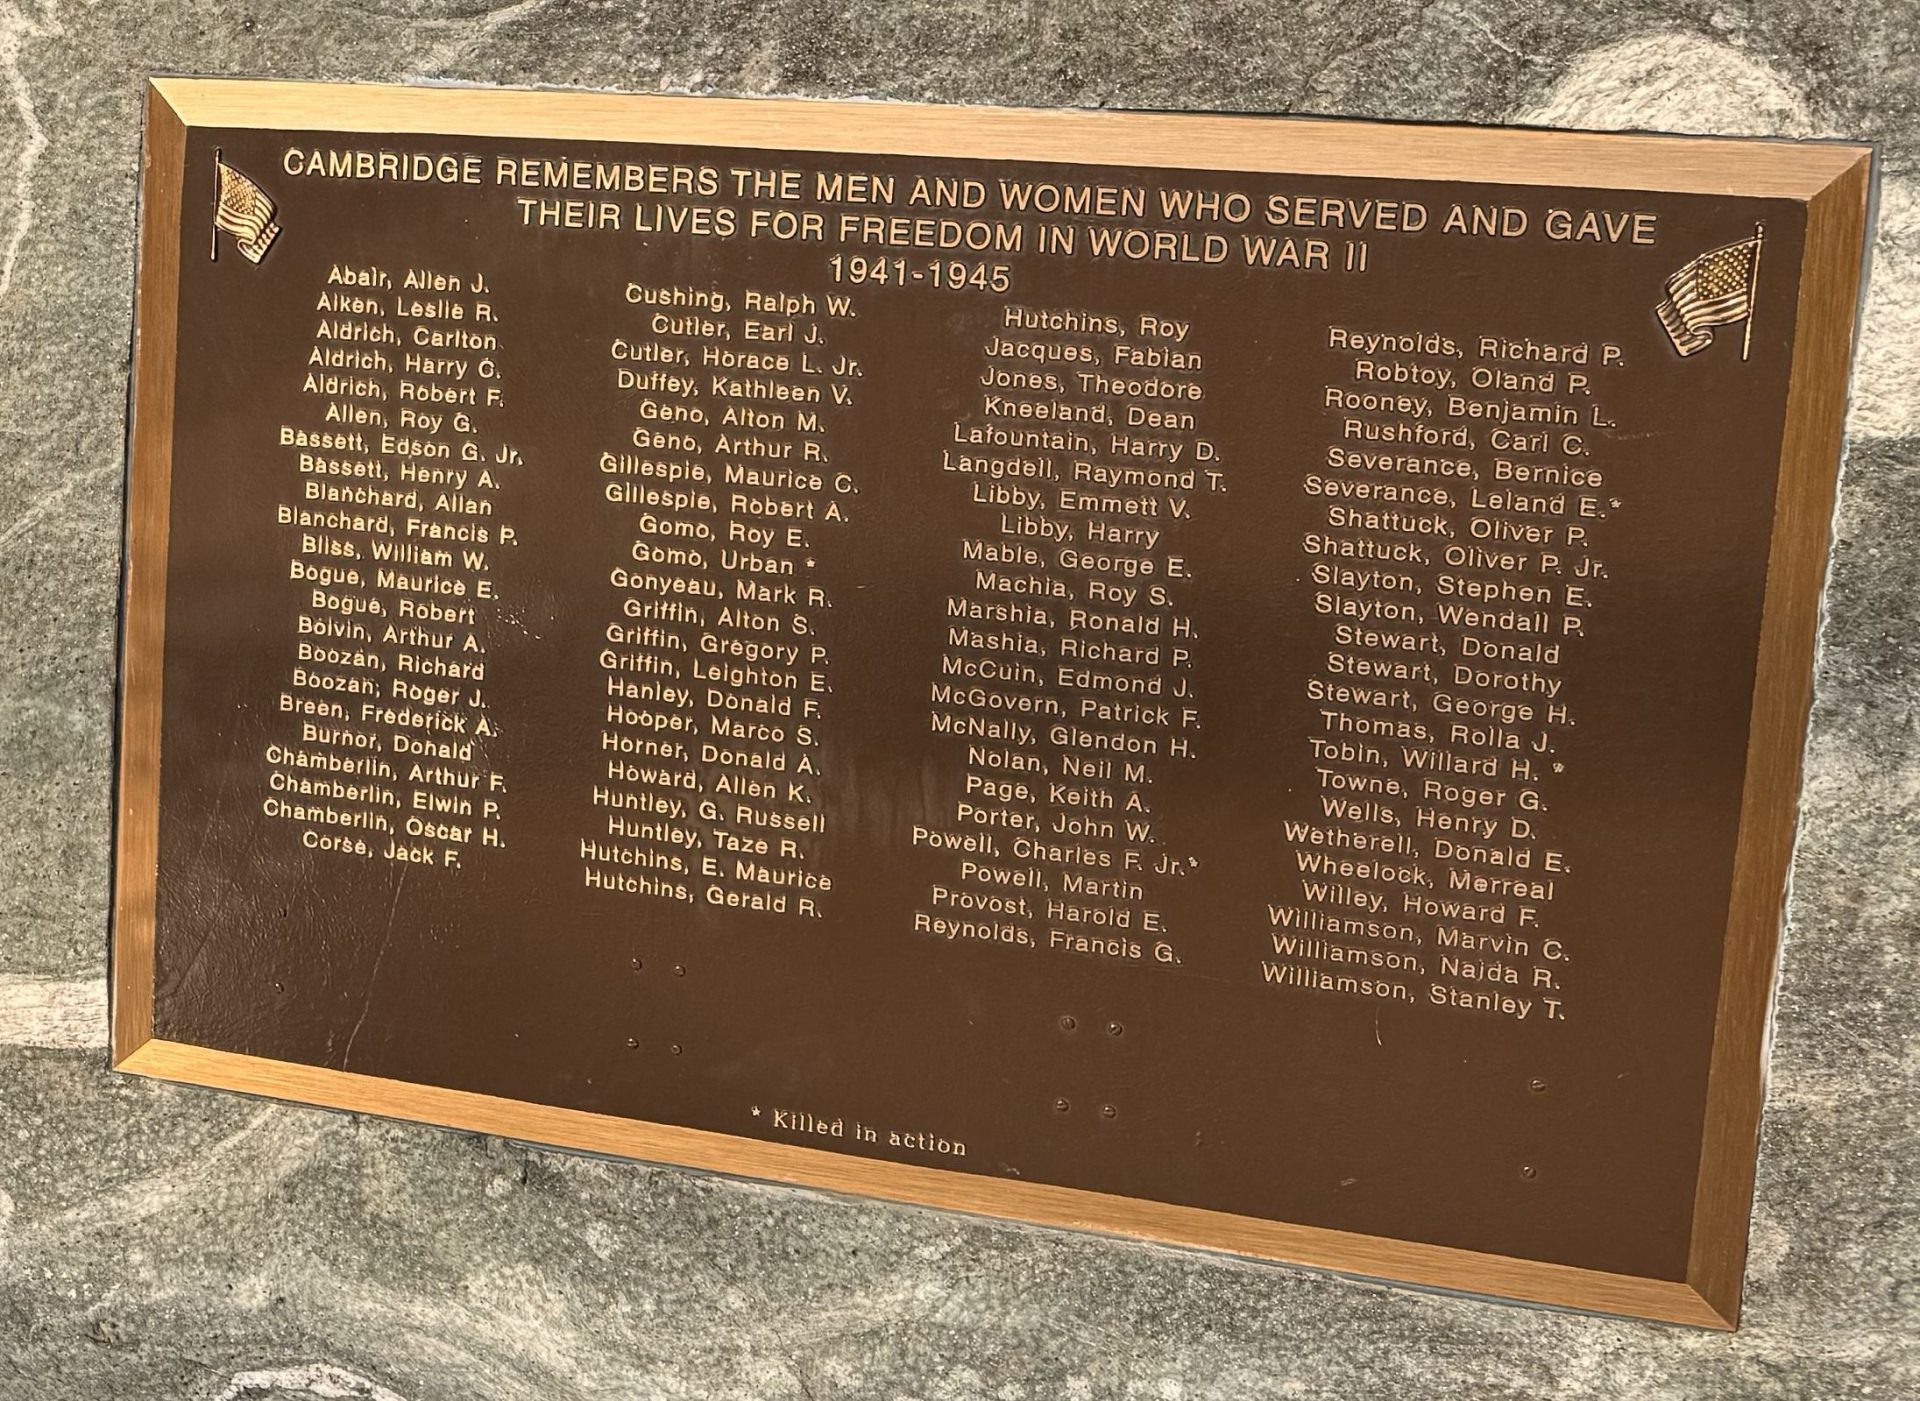 CAMBRIDGE REMEMBERS THE MEN AND WOMEN WHO SERVED AND GAVE
THEIR LIVES FOR FREEDOM IN WORLD WAR II
1941-1945
Abair, Allen J.
Aiken, Leslie R.
Aldrich, Carlton
Aldrich, Harry C.
Aldrich, Robert F.
Allen, Roy G.
Bassett, Edson G. Jr.
Bassett, Henry A.
Blanchard, Allan
Blanchard, Francis P.
Bliss, William W.
Bogue, Maurice E.
Bogue, Robert
Boivin, Arthur A.
Boozan, Richard
Boozan, Roger J.
Breen, Frederick A.
Burnor, Donald
Chamberlin, Arthur F.
Chamberlin, Elwin P.
Chamberlin, Oscar H.
Corse, Jack F.
Cushing, Ralph W.
Cutler, Earl J.
Cutler, Horace L. Jr.
Duffey, Kathleen V.
Geno, Alton M.
Geno, Arthur R.
Gillespie, Maurice C.
Gillespie, Robert A.
Gomo, Roy E.
Gomo, Urban *
Gonyeau, Mark R.
Griffin, Alton S.
Griffin, Gregory P.
Griffin, Leighton E.
Hanley, Donald F.
Hooper, Marco S.
Horner, Donald A.
Howard, Allen K.
Huntley, G. Russell
Huntley, Taze R.
Hutchins, E. Maurice
Hutchins, Gerald R.
Hutchins, Roy
Jacques, Fabian
Jones, Theodore
Kneeland, Dean
Lafountain, Harry D.
Langdell, Raymond T.
Libby, Emmett V.
Libby, Harry
Mable, George E.
Machia, Roy S.
Marshia, Ronald H.
Mashia, Richard P.
McCuin, Edmond J.
McGovern, Patrick F.
McNally, Glendon H.
Nolan, Neil M.
Page, Keith A.
Porter, John W.
Powell, Charles F. Jr.*
Powell, Martin
Provost, Harold E.
Reynolds, Francis G.
Reynolds, Richard P.
Robtoy, Oland P.
Rooney, Benjamin L.
Rushford, Carl C.
Severance, Bernice
Severance, Leland E.*
Shattuck, Oliver P.
Shattuck, Oliver P. Jr.
Slayton, Stephen E.
Slayton, Wendall P.
Stewart, Donald
Stewart, Dorothy
Stewart, George H.
Thomas, Rolla J.
Tobin, Willard H. *
Towne, Roger G.
Wells, Henry D.
Wetherell, Donald E.
Wheelock, Merreal
Willey, Howard F.
Williamson, Marvin C.
Williamson, Naida R.
Williamson, Stanley T.
* Killed in action